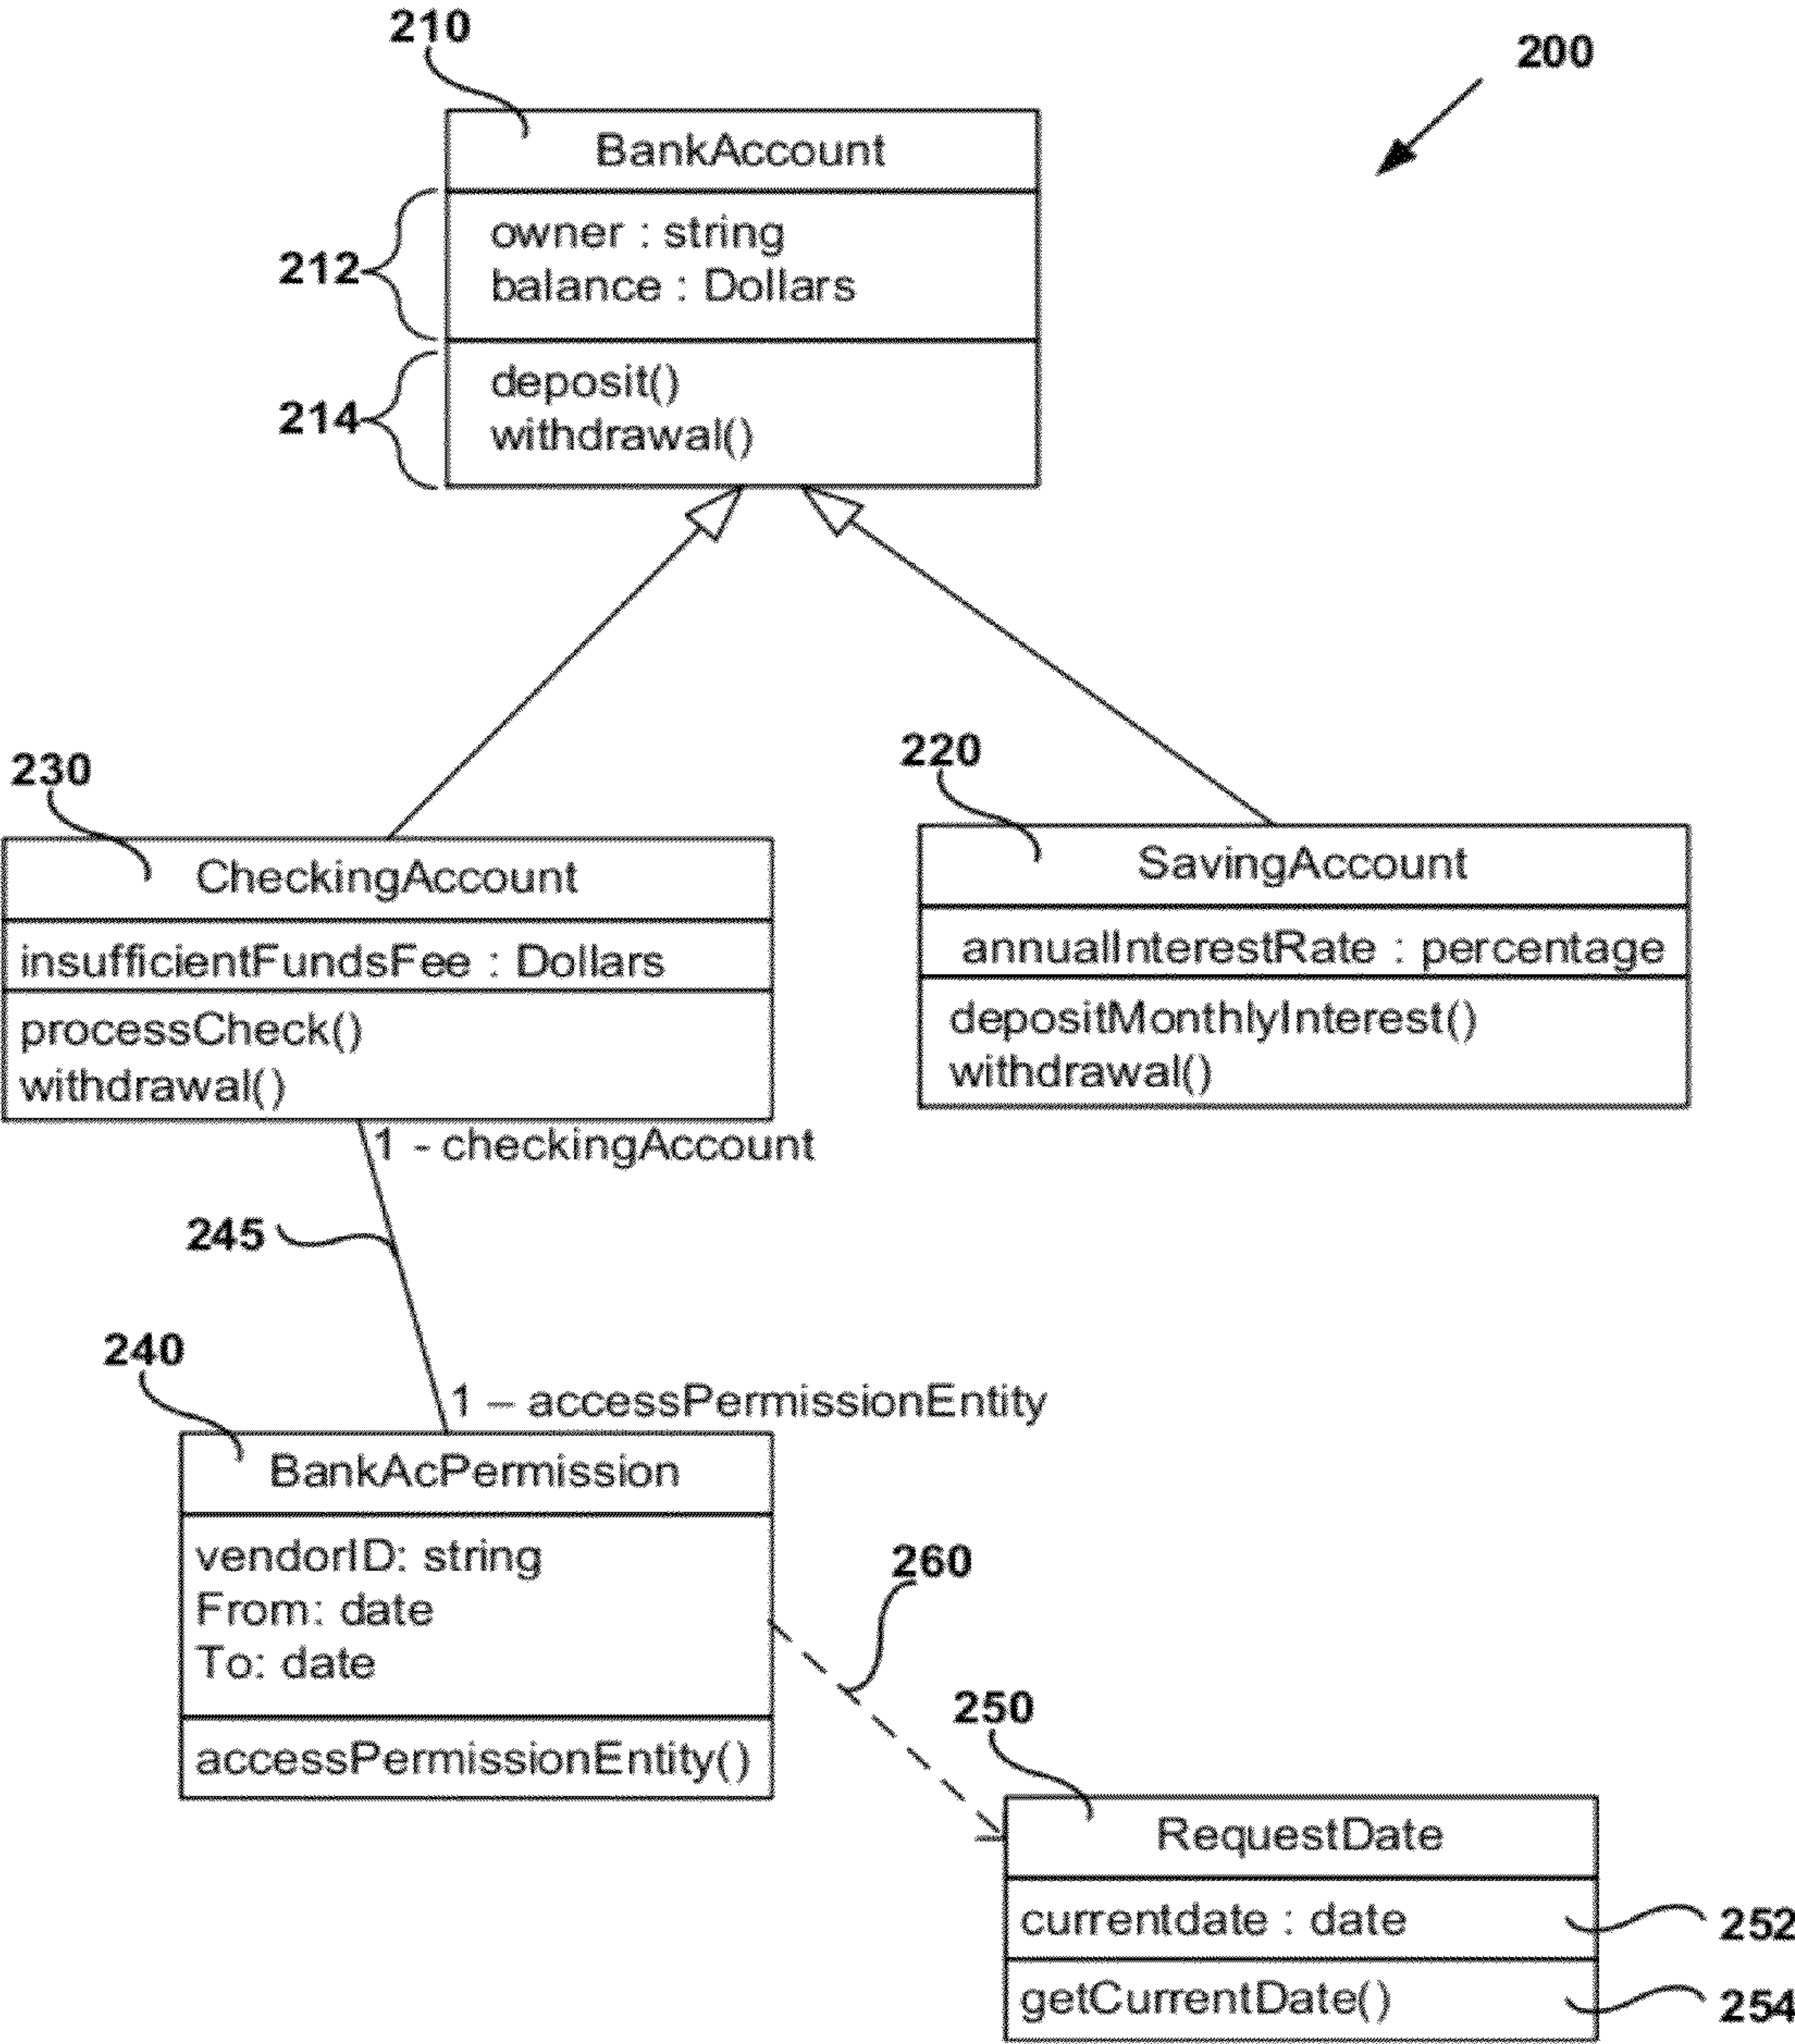 210
200
BankAccount
212
owner : string
balance : Dollars
214
deposit()
withdrawal()
230
CheckingAccount
insufficientFundsFee : Dollars
processCheck()
withdrawal()
220
SavingAccount
annualInterestRate : percentage
depositMonthlyInterest()
withdrawal()
1 - checkingAccount
245
240
1 – accessPermissionEntity
BankAcPermission
vendorID: string
From: date
To: date
accessPermissionEntity()
260
250
RequestDate
currentdate : date
252
getCurrentDate()
254